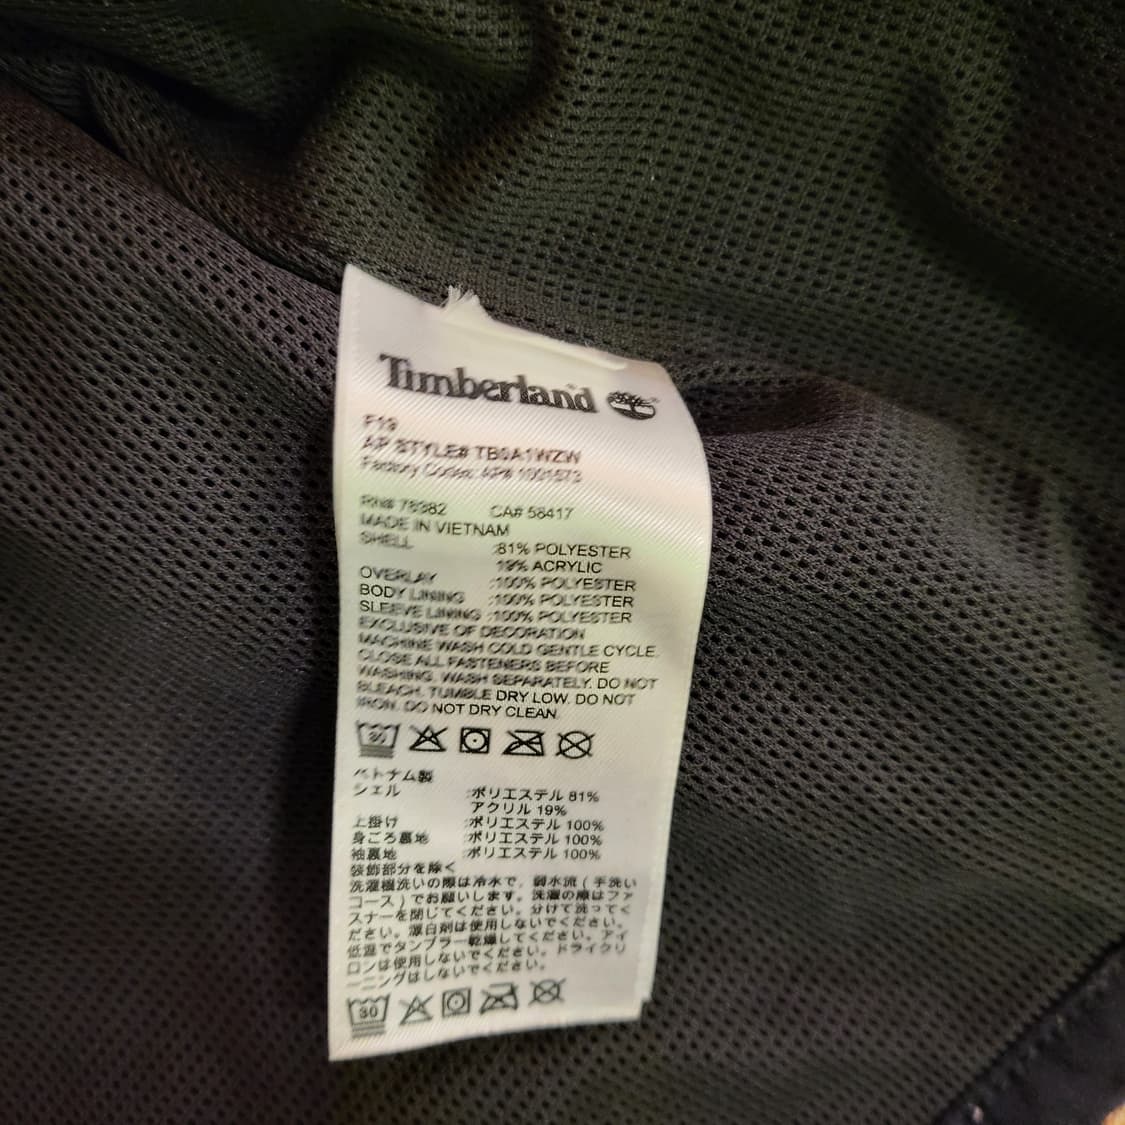 Timberland
F19
AP STYLE# TB0A1WZW
Factory Codes: AP# 1001573
RN# 76982 CA# 58417
MADE IN VIETNAM
SHELL :81% POLYESTER
19% ACRYLIC
OVERLAY :100% POLYESTER
BODY LINING :100% POLYESTER
SLEEVE LINING :100% POLYESTER
EXCLUSIVE OF DECORATION
MACHINE WASH COLD GENTLE CYCLE.
CLOSE ALL FASTENERS BEFORE
WASHING. WASH SEPARATELY. DO NOT
BLEACH. TUMBLE DRY LOW. DO NOT
IRON. DO NOT DRY CLEAN.
30
ベトナム製
シェル :ポリエステル 81%
アクリル 19%
上掛け :ポリエステル 100%
身ごろ裏地 :ポリエステル 100%
袖裏地 :ポリエステル 100%
装飾部分を除く
洗濯機洗いの際は冷水で、弱水流(手洗い
コース)でお願いします。洗濯の際はファ
スナーを閉じてください。分けて洗ってく
ださい。漂白剤は使用しないでください。
低温でタンブラー乾燥してください。アイ
ロンは使用しないでください。ドライクリ
ーニングはしないでください。
30